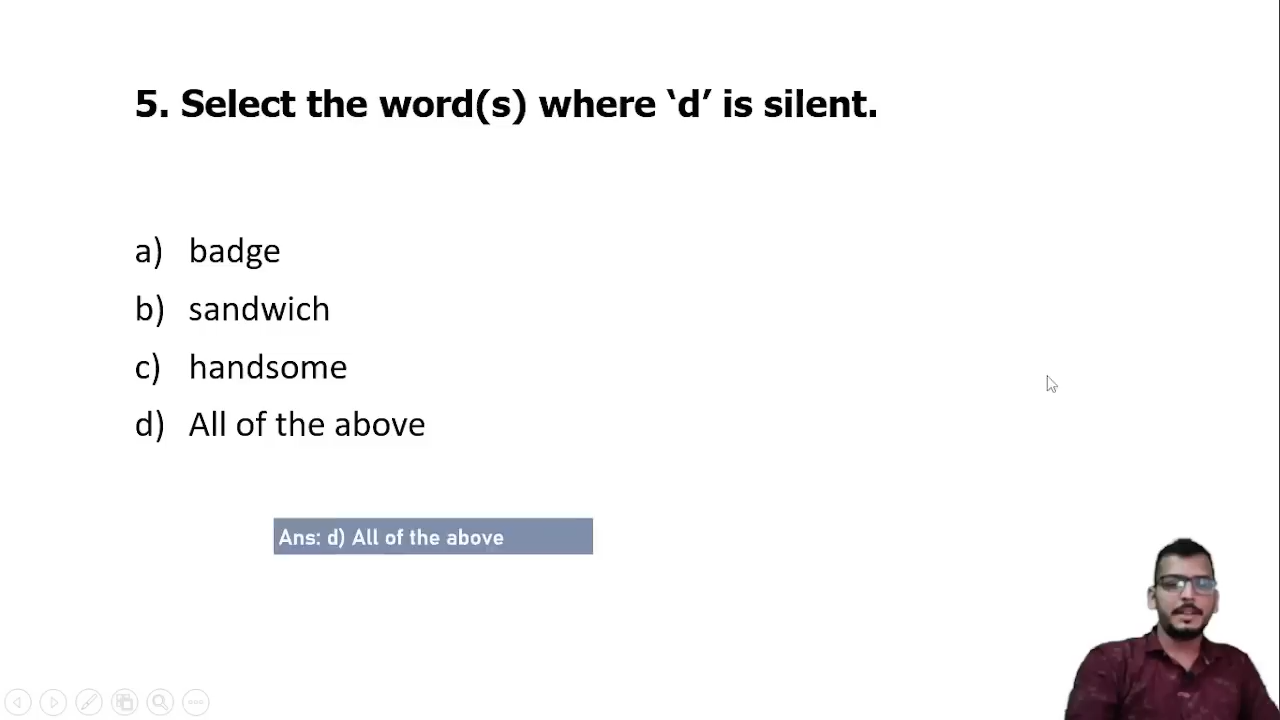 5. Select the word(s) where ‘d’ is silent.
a) badge
b) sandwich
c) handsome
d) All of the above
Ans: d) All of the above